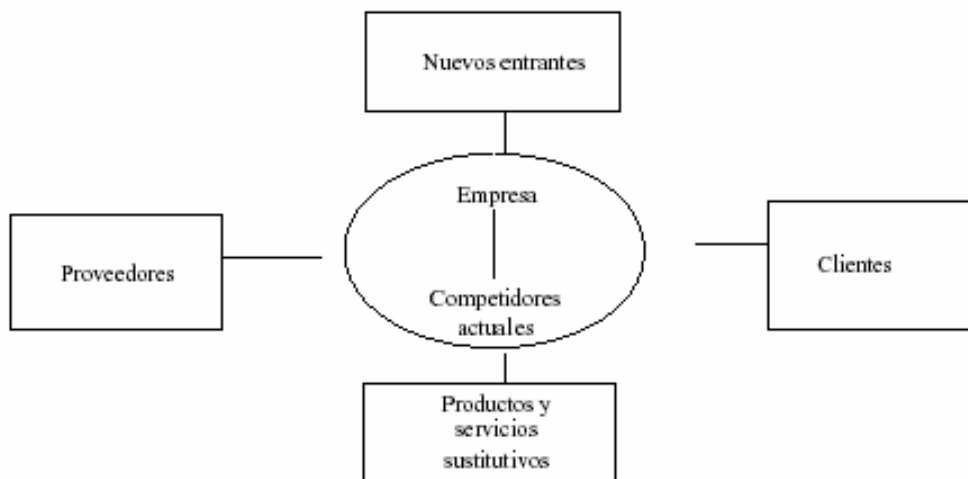 Nuevos entrantes
Empresa
Proveedores
Clientes
Competidores
actuales
Productos y
servicios
sustitutivos